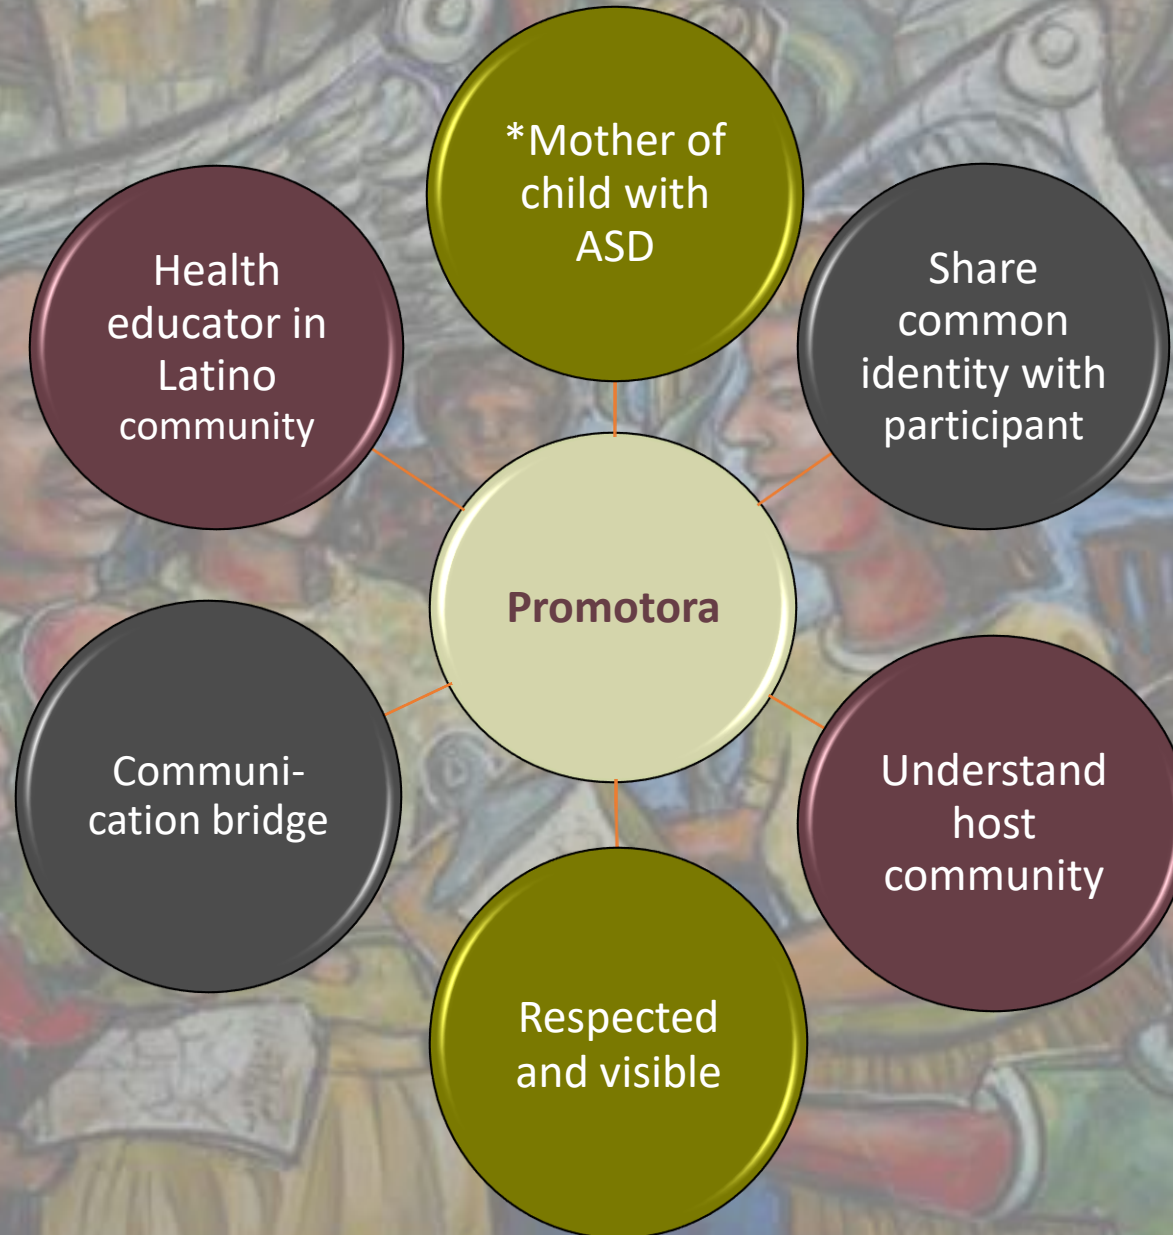 *Mother of
child with
ASD
Share
common
identity with
participant
Understand
host
community
Respected
and visible
Communi-
cation bridge
Health
educator in
Latino
community
Promotora